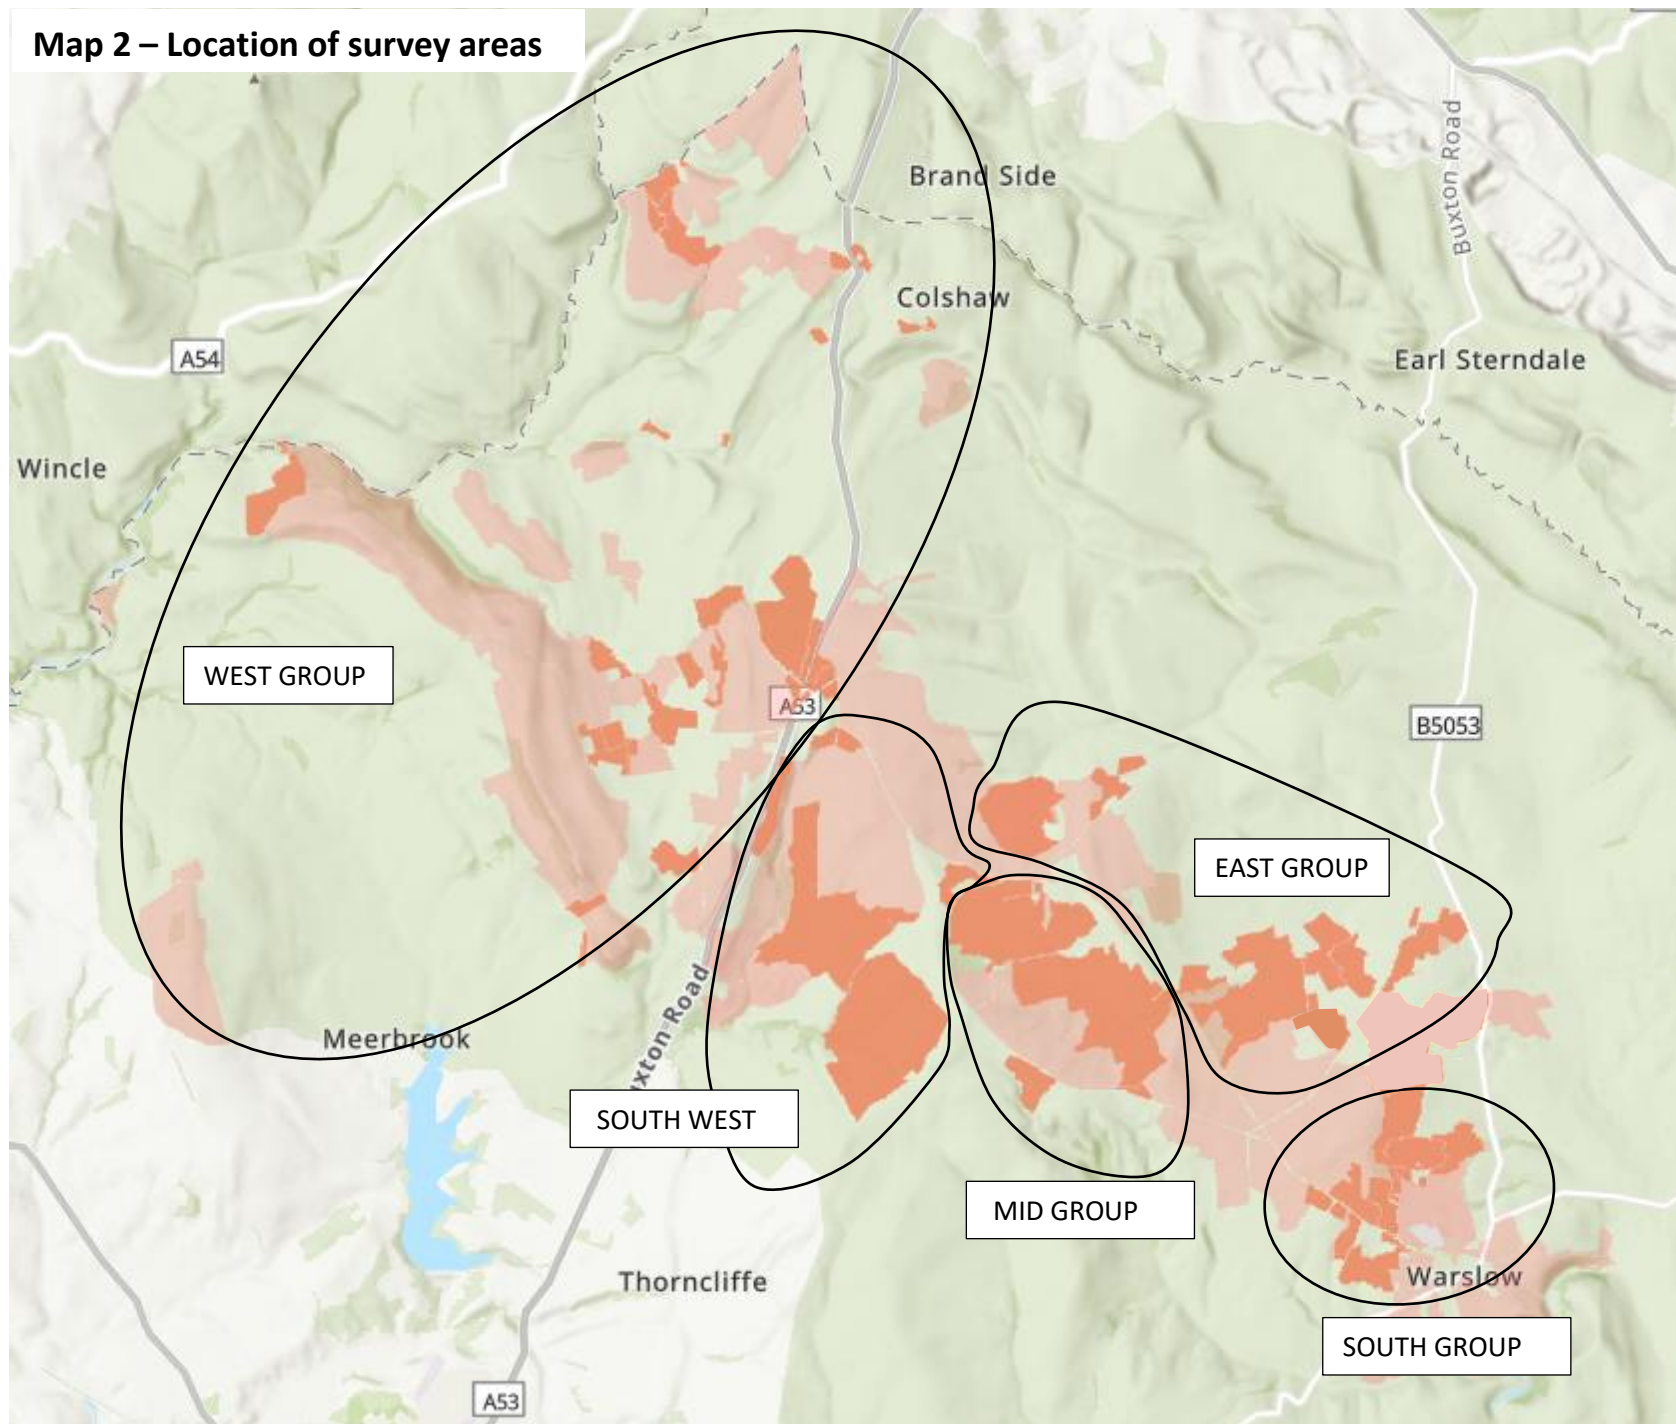 Map 2 – Location of survey areas
Brand Side
Buxton Road
Colshaw
A54
Earl Sterndale
Wincle
WEST GROUP
A53
B5053
EAST GROUP
Meerbrook
uxton Road
SOUTH WEST
MID GROUP
Thorncliffe
Warslow
SOUTH GROUP
A53